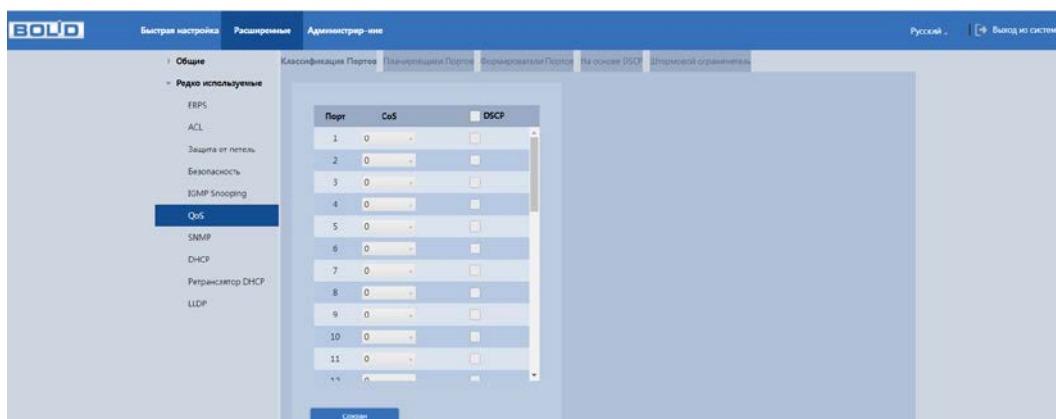 BOLID
Быстрая настройка Расширенные Администрир-ние Русский Выход из систем
Общие
Классификация Портов Планировщики Портов Формирователи Портов На основе DSCP Штормовой ограничитель
Редко используемые
ERPS
ACL
Защита от петель
Безопасность
IGMP Snooping
QoS
SNMP
DHCP
Ретранслятор DHCP
LLDP
Порт CoS DSCP
1 0
2 0
3 0
4 0
5 0
6 0
7 0
8 0
9 0
10 0
11 0
12 0